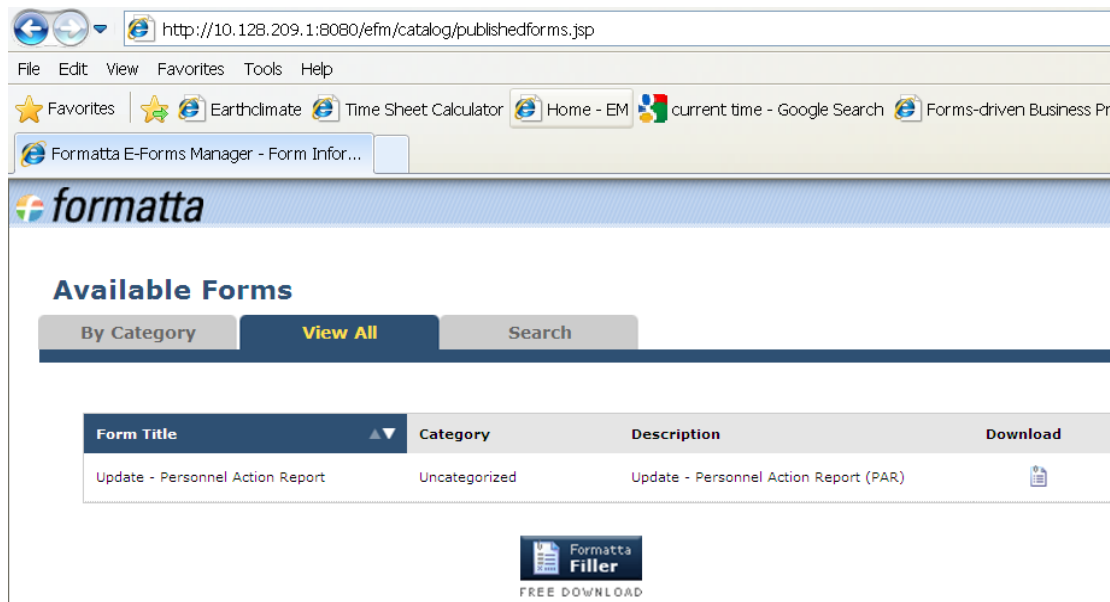 http://10.128.209.1:8080/efm/catalog/publishedforms.jsp
File Edit View Favorites Tools Help
Favorites Earthclimate Time Sheet Calculator Home - EM current time - Google Search Forms-driven Business Pr
Formatta E-Forms Manager - Form Infor...
formatta
Available Forms
By Category View All Search
Form Title Category Description Download
Update - Personnel Action Report Uncategorized Update - Personnel Action Report (PAR)
Formatta
Filler
FREE DOWNLOAD